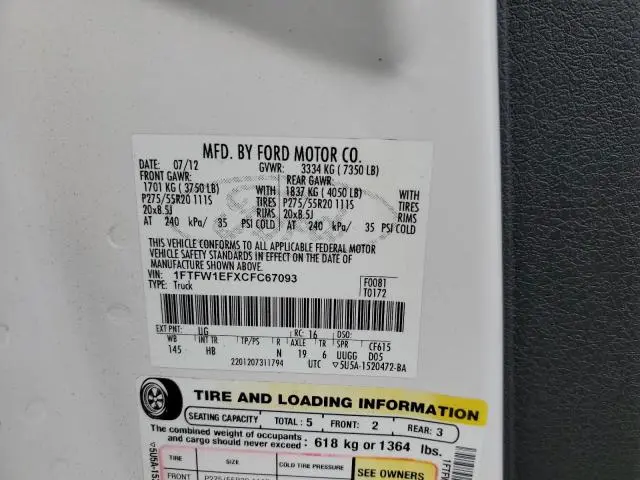 MFD. BY FORD MOTOR CO.
DATE: 07/12 GVWR: 3334 KG ( 7350 LB)
FRONT GAWR: REAR GAWR:
1701 KG ( 3750 LB) WITH 1837 KG ( 4050 LB) WITH
P275/55R20 111S TIRES P275/55R20 111S TIRES
20x8.5J RIMS 20x8.5J RIMS
AT 240 kPa/ 35 PSI COLD AT 240 kPa/ 35 PSI COLD
THIS VEHICLE CONFORMS TO ALL APPLICABLE FEDERAL MOTOR
VEHICLE SAFETY STANDARDS IN EFFECT ON THE DATE OF
MANUFACTURE SHOWN ABOVE.
VIN: 1FTFW1EFXCFC67093 F0081
TYPE: Truck T0172
EXT PNT: UG RC: 16 DSO:
WB INT TR TP/PS R AXLE TR SPR CF615
145 HB N 19 6 UUGG D05
2201207311794 UTC ▽5U5A-1520472-BA
TIRE AND LOADING INFORMATION
SEATING CAPACITY TOTAL : 5 FRONT: 2 REAR: 3
The combined weight of occupants
and cargo should never exceed : 618 kg or 1364 lbs.
TIRE SIZE COLD TIRE PRESSURE SEE OWNERS
FRONT